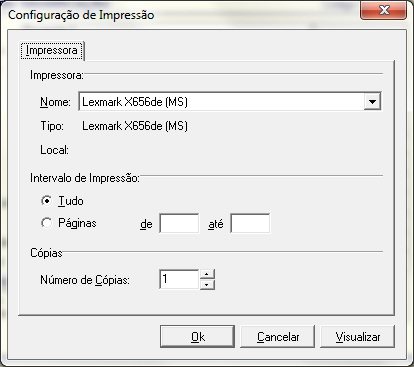 Configuração de Impressão
Impressora
Impressora:
Nome: Lexmark X656de (MS)
Tipo: Lexmark X656de (MS)
Local:
Intervalo de Impressão:
Tudo
Páginas de até
Cópias
Número de Cópias: 1
Ok Cancelar Visualizar